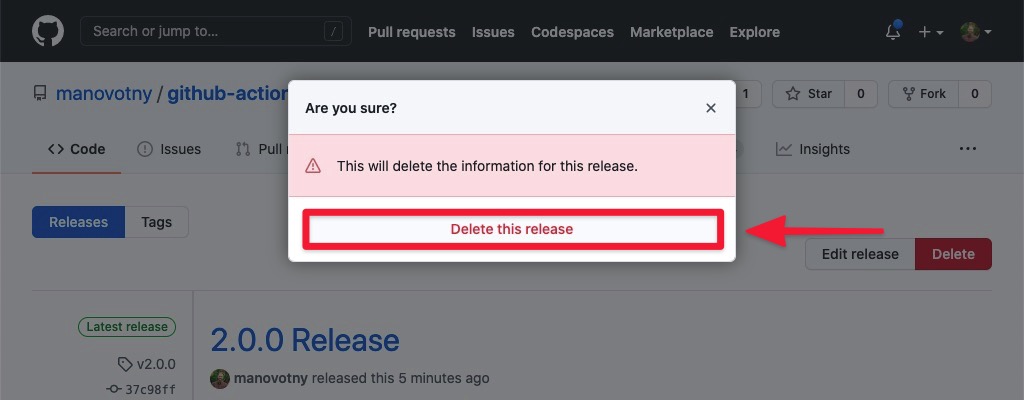 Search or jump to... /
Pull requests Issues Codespaces Marketplace Explore
manovotny / github-action
1 Star 0 Fork 0
Are you sure? ×
<> Code Issues Pull Insights ...
This will delete the information for this release.
Releases Tags
Delete this release
Edit release Delete
Latest release
2.0.0 Release
v2.0.0
37c98ff
manovotny released this 5 minutes ago